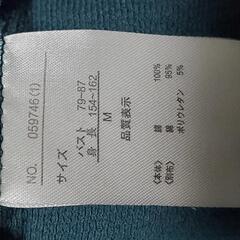 NO. 059746(1)
サイズ
バスト 79~87
身長 154~162
M
品質表示
〈本体〉 綿 100%
〈別布〉 綿 95%
ポリウレタン 5%